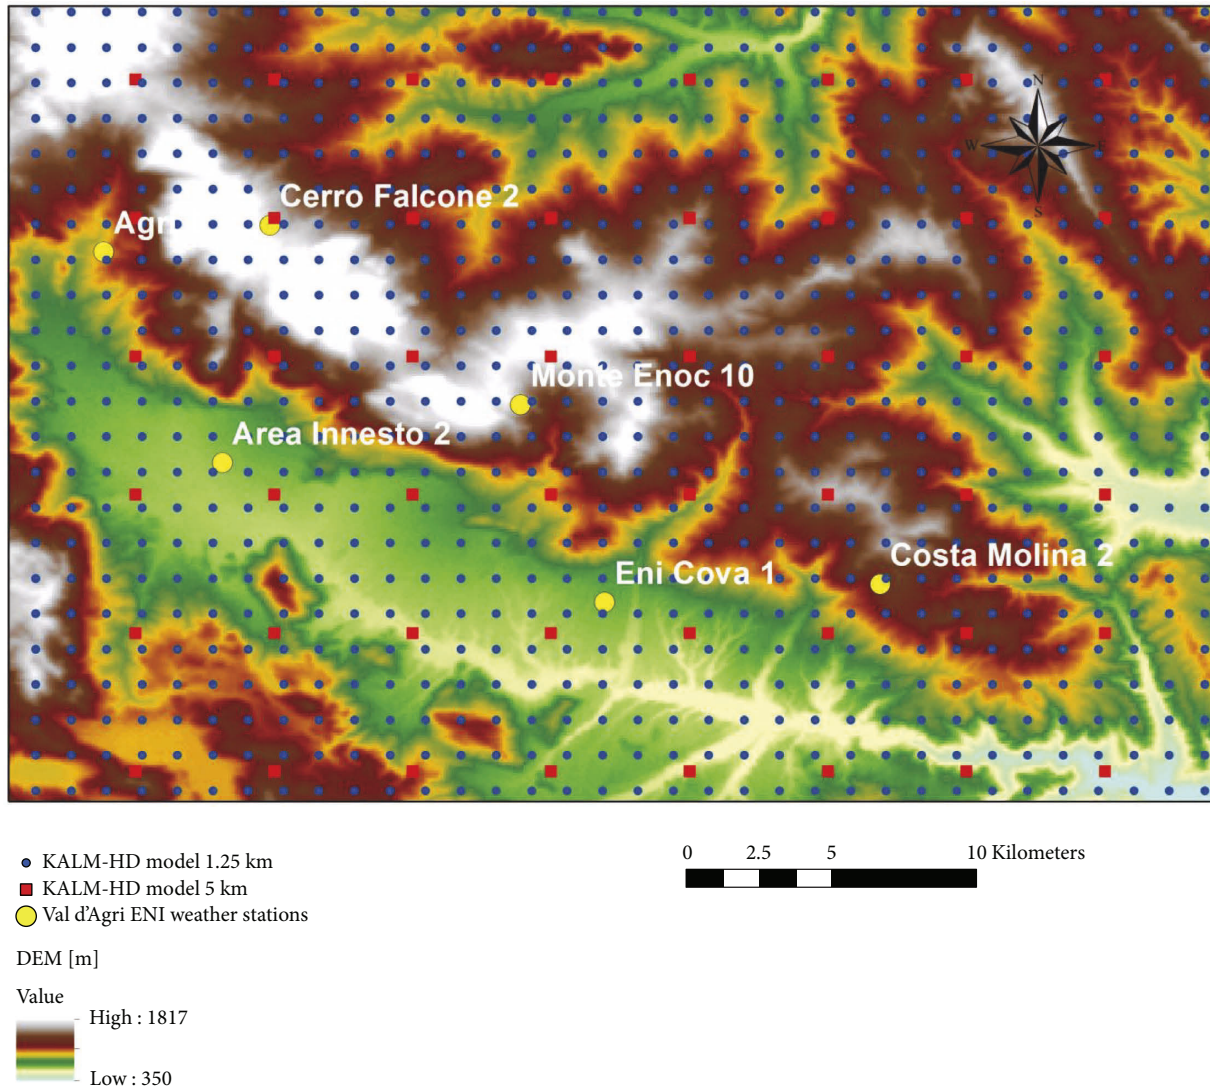 N
W
E
S
Cerro Falcone 2
Agr
Monte Enoc 10
Area Innesto 2
Costa Molina 2
Eni Cova 1
KALM-HD model 1.25 km
KALM-HD model 5 km
Val d'Agri ENI weather stations
0 2.5 5 10 Kilometers
DEM [m]
Value
High : 1817
Low : 350